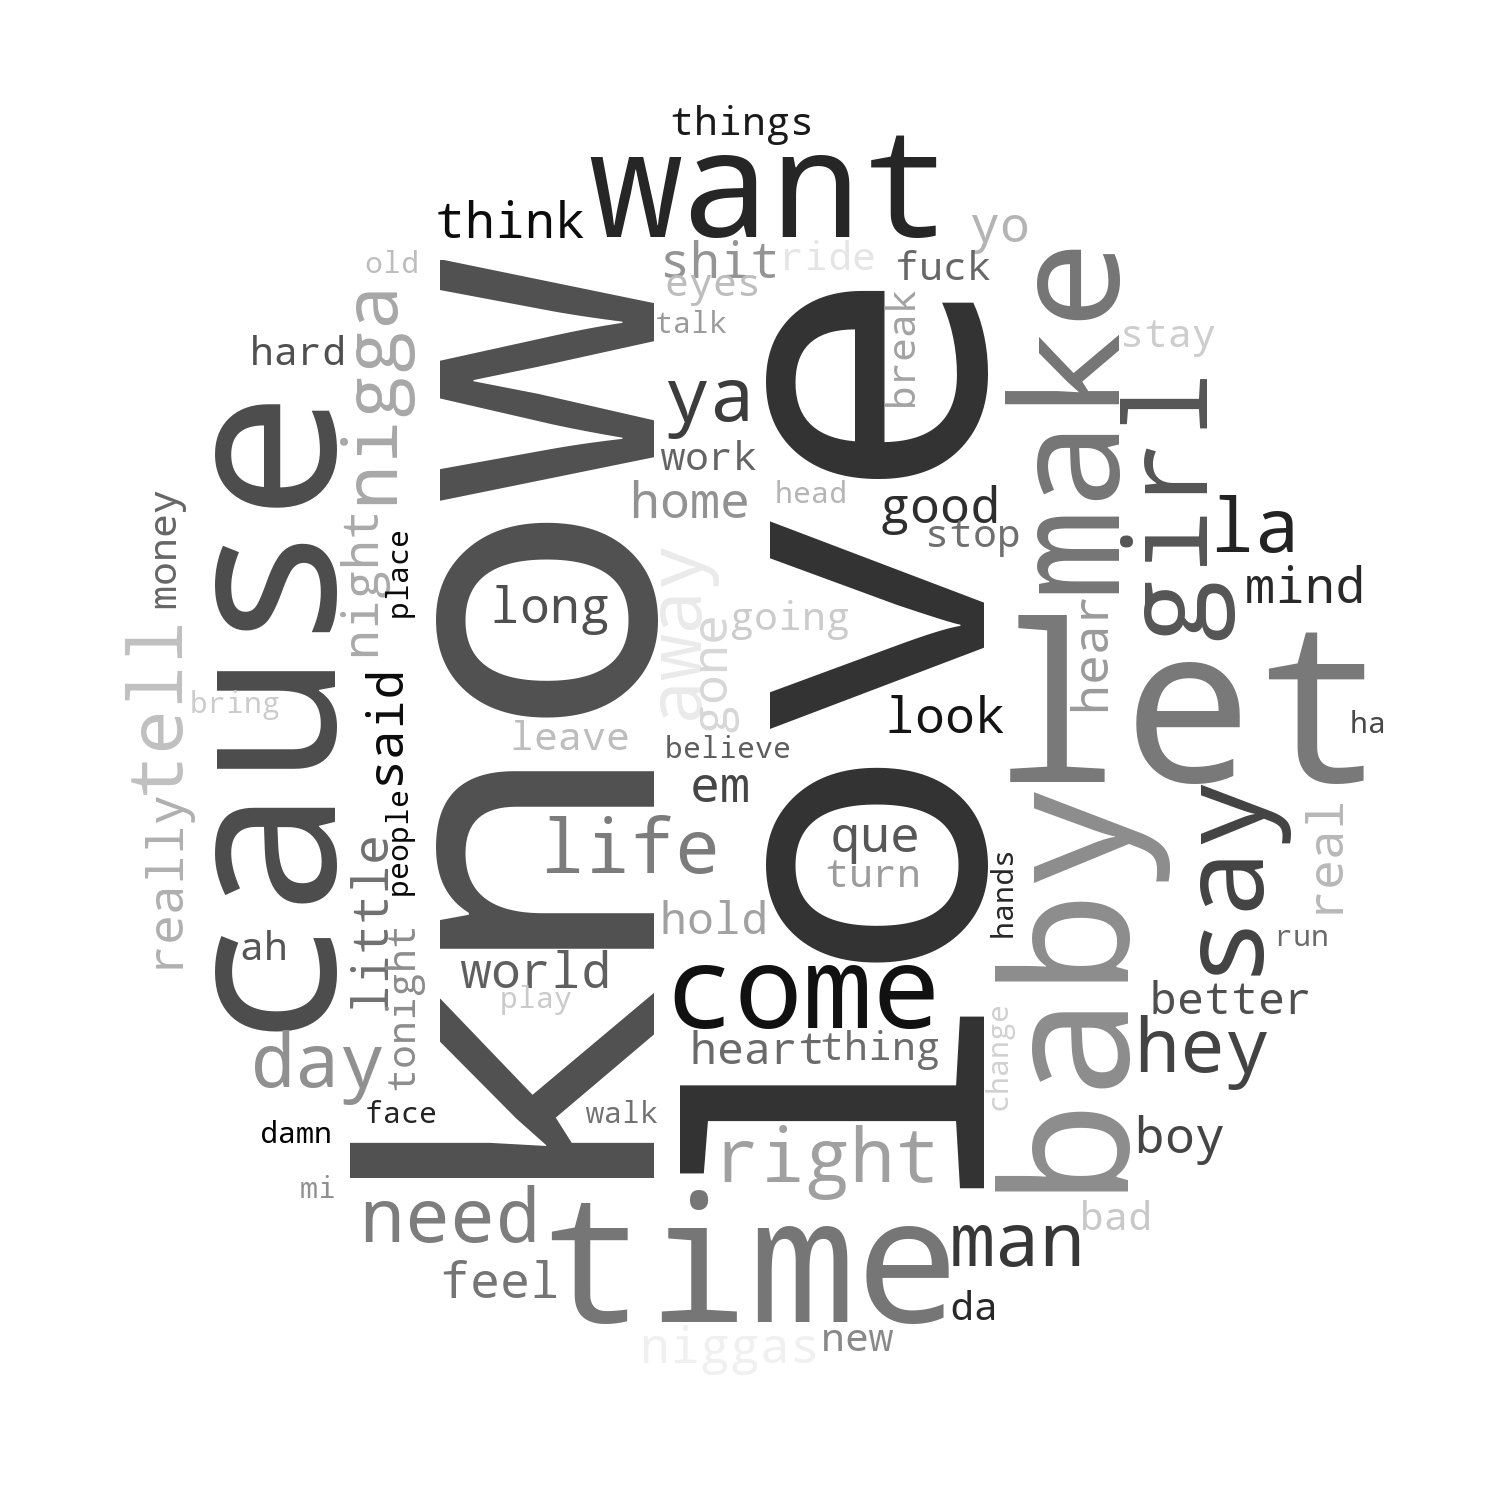 things
want
think
yo
shit
ride
fuck
old
eyes
nigga
know
love
make
break
talk
stay
hard
ya
girl
cause
work
home
head
good
la
stop
money
night
place
away
mind
long
going
gone
hear
let
tell
said
bring
look
ha
leave
believe
em
baby
say
people
life
que
turn
real
really
little
hands
hold
ah
tonight
world
come
run
play
better
day
heart
thing
change
hey
face
walk
damn
boy
right
mi
need
time
man
bad
feel
da
niggas
new